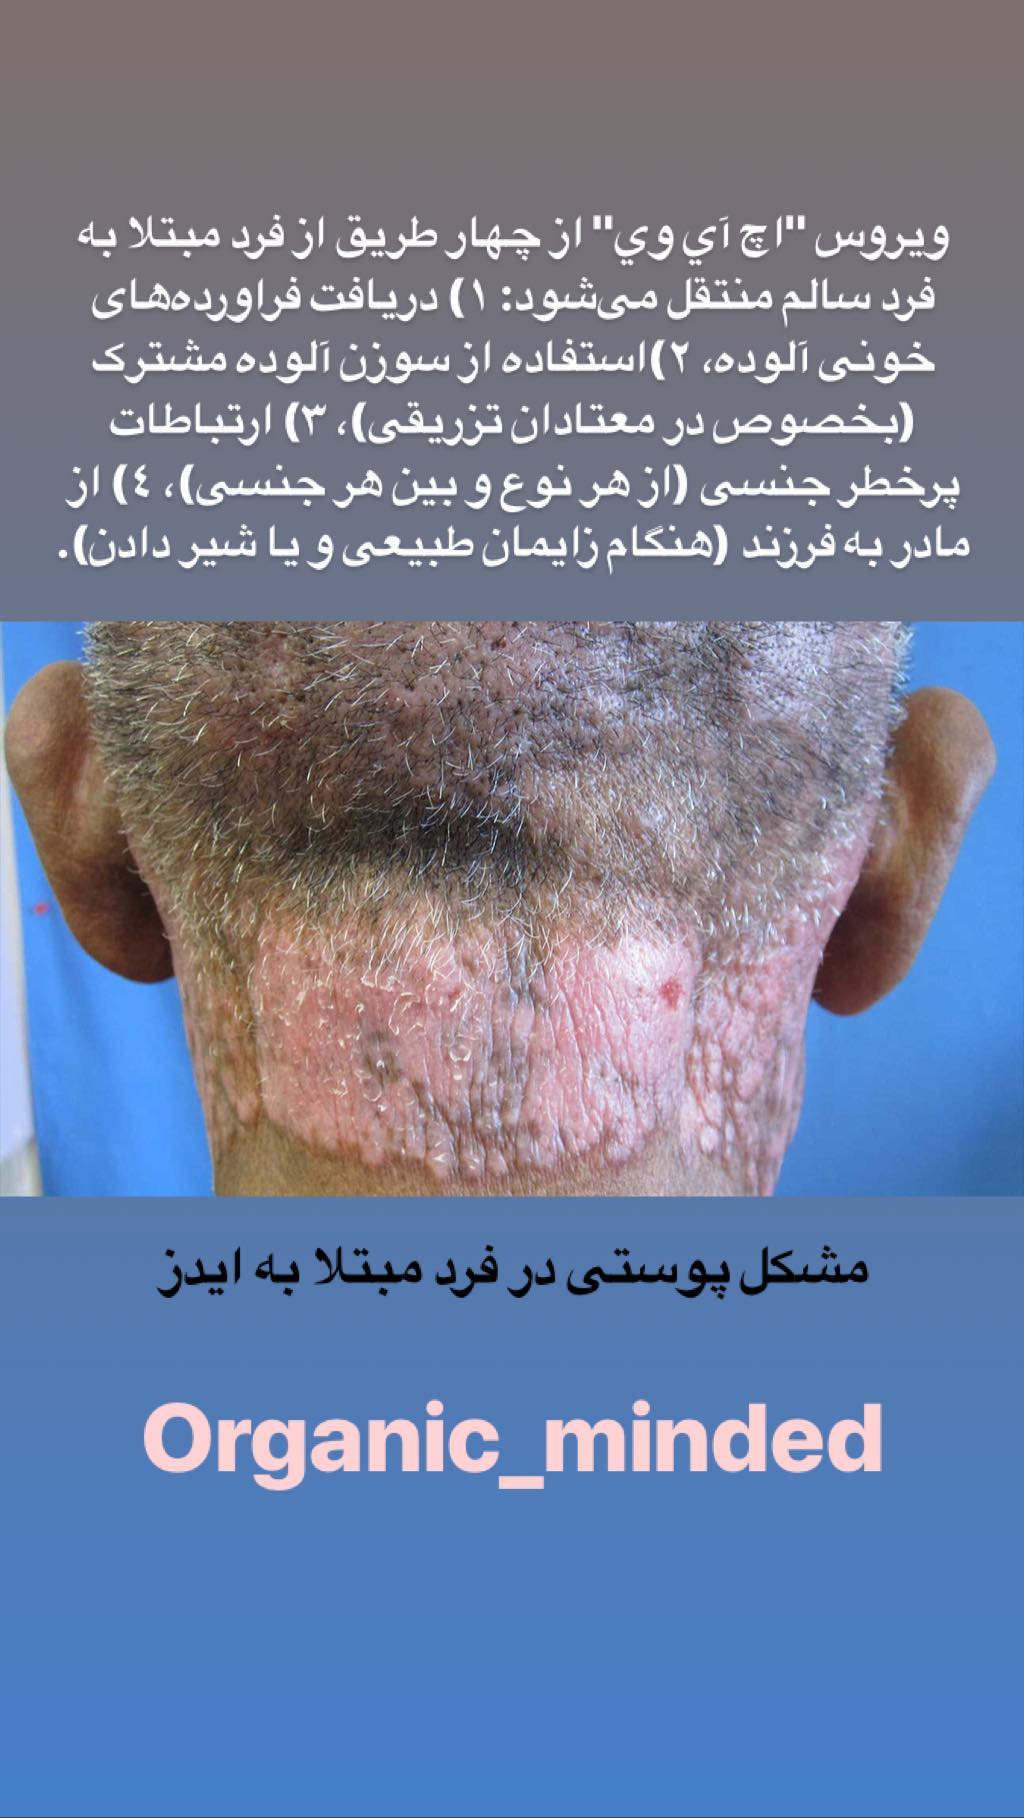 ویروس "اچ آي وي" از چهار طریق از فرد مبتلا به
فرد سالم منتقل می‌شود: ۱) دریافت فراورده‌های
خونی آلوده، ۲)استفاده از سوزن آلوده مشترک
(بخصوص در معتادان تزریقی)، ۳) ارتباطات
پرخطر جنسی (از هر نوع و بین هر جنسی)، ٤) از
مادر به فرزند (هنگام زایمان طبیعی و یا شیر دادن).
مشکل پوستی در فرد مبتلا به ایدز
Organic_minded